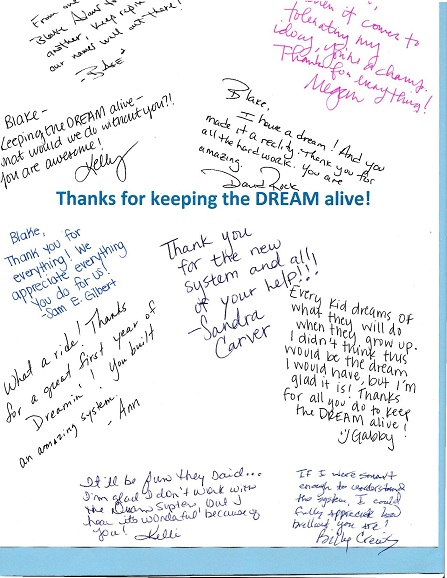 From one
Blake Adams to
another, keep repin
our names well out there!
- Blake
it comes to
tolerating my
ideas, you're a champ.
Thanks for everything!
Megan
Blake-
Keeping the DREAM alive-
what would we do without you?!
You are awesome!
Kelly
Blake,
I have a dream! And you
made it a reality. Thank you for
all the hard work. You are
amazing.
David Rock
Thanks for keeping the DREAM alive!
Blake,
Thank you for
everything! We
appreciate everything
you do for us!
-Sam E. Gilbert
Thank you
for the new
system and all
of your help!!!
-Sandra
Carver
What a ride! Thanks
for a great first year of
Dreamin'! You built
an amazing system.
- Ann
Every kid dreams of
what they will do
when they grow up.
I didn't think this
would be the dream
I would have, but I'm
glad it is! Thanks
for all you do to keep
the DREAM alive!
Gabby
It'll be fun they said...
I'm glad I don't work with
the Dream System but I
hear its wonderful because of
you! Kelli
If I were smart
enough to understand
the system, I could
fully appreciate how
brilliant you are!
Billy